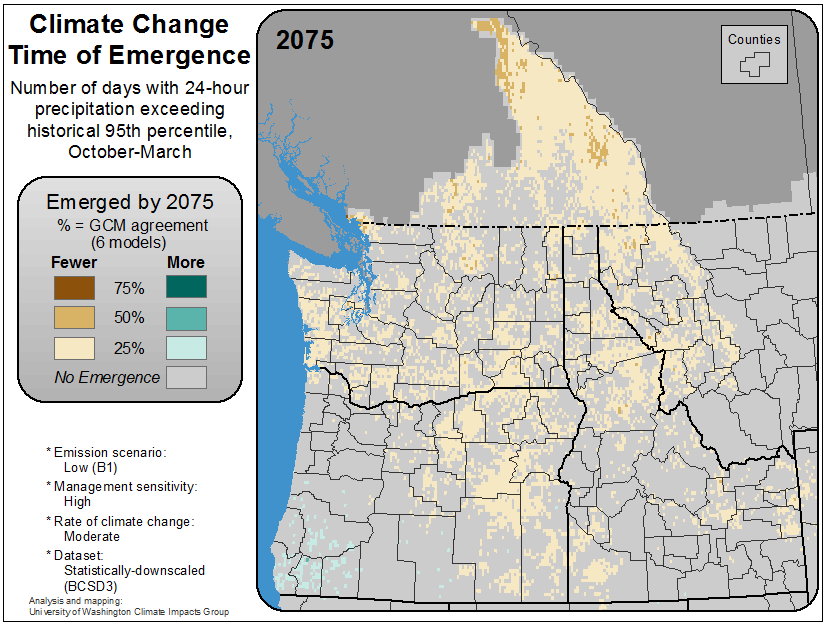 Climate Change
Time of Emergence
Number of days with 24-hour
precipitation exceeding
historical 95th percentile,
October-March
Emerged by 2075
% = GCM agreement
(6 models)
Fewer More
75%
50%
25%
No Emergence
* Emission scenario:
Low (B1)
* Management sensitivity:
High
* Rate of climate change:
Moderate
* Dataset:
Statistically-downscaled
(BCSD3)
Analysis and mapping:
University of Washington Climate Impacts Group
2075
Counties